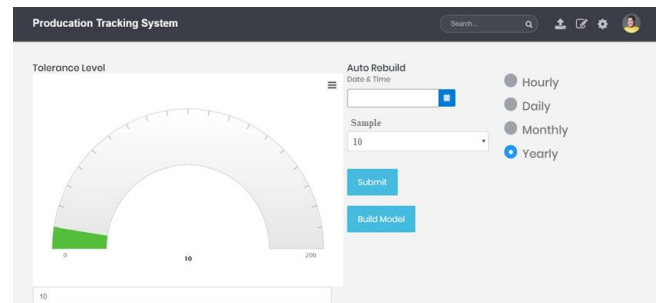 Producation Tracking System
Search...
Tolerance Level
0
10
200
10
Auto Rebuild
Date & Time
Sample
10
Submit
Build Model
Hourly
Daily
Monthly
Yearly